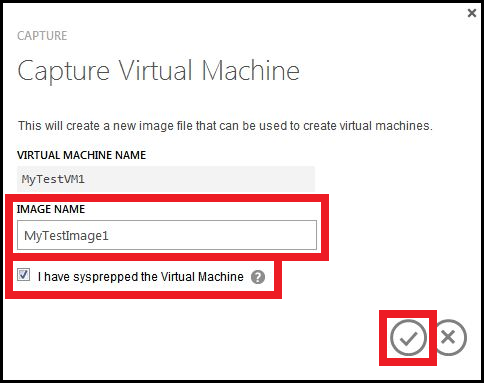 CAPTURE
Capture Virtual Machine
This will create a new image file that can be used to create virtual machines.
VIRTUAL MACHINE NAME
MyTestVM1
IMAGE NAME
MyTestImage1
I have sysprepped the Virtual Machine ?